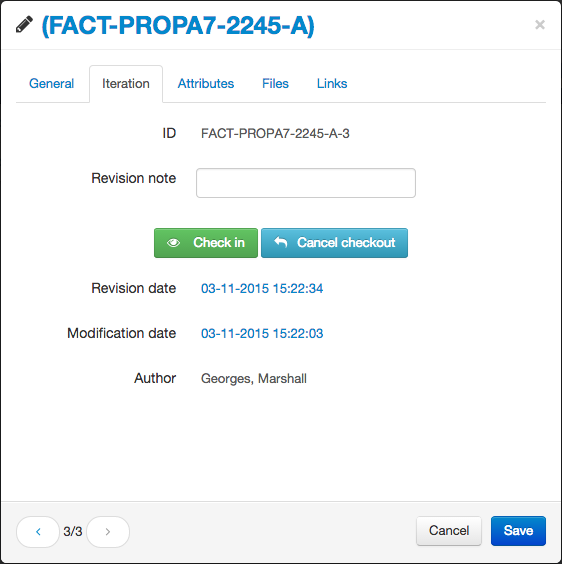 (FACT-PROPA7-2245-A)
×
General Iteration Attributes Files Links
ID FACT-PROPA7-2245-A-3
Revision note
Check in Cancel checkout
Revision date 03-11-2015 15:22:34
Modification date 03-11-2015 15:22:03
Author Georges, Marshall
< 3/3 > Cancel Save